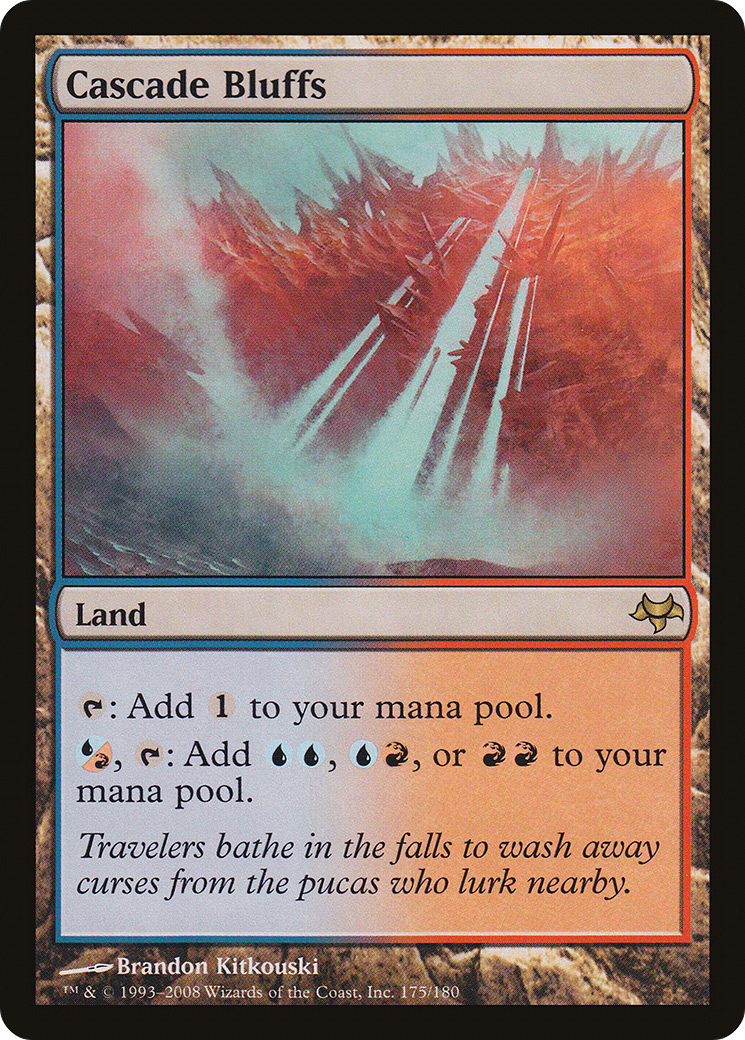 Cascade Bluffs
Land
: Add 1 to your mana pool.
, : Add , , or to your
mana pool.
Travelers bathe in the falls to wash away
curses from the pucas who lurk nearby.
Brandon Kitkouski
™ & © 1993–2008 Wizards of the Coast, Inc. 175/180